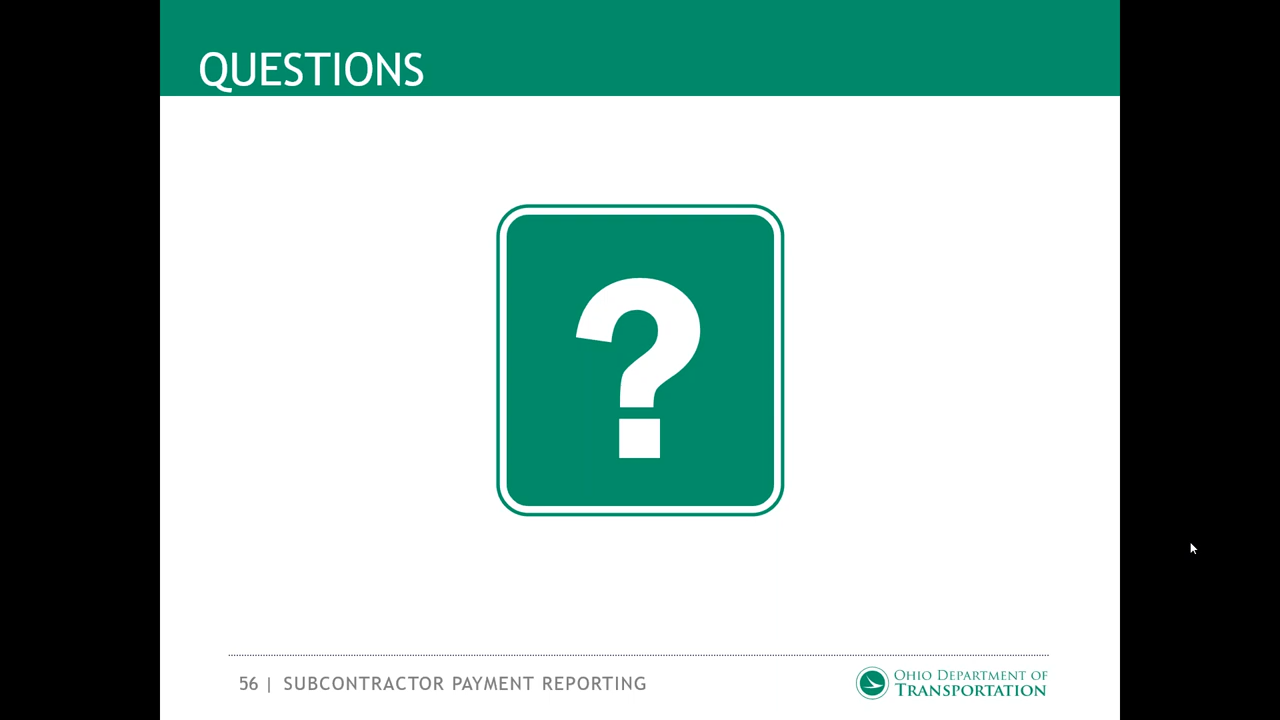 QUESTIONS
?
56 | SUBCONTRACTOR PAYMENT REPORTING
OHIO DEPARTMENT OF
TRANSPORTATION